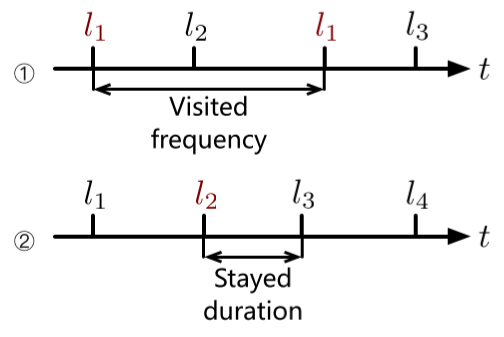 l₁ l₂ l₁ l₃
① t
Visited
frequency
l₁ l₂ l₃ l₄
② t
Stayed
duration